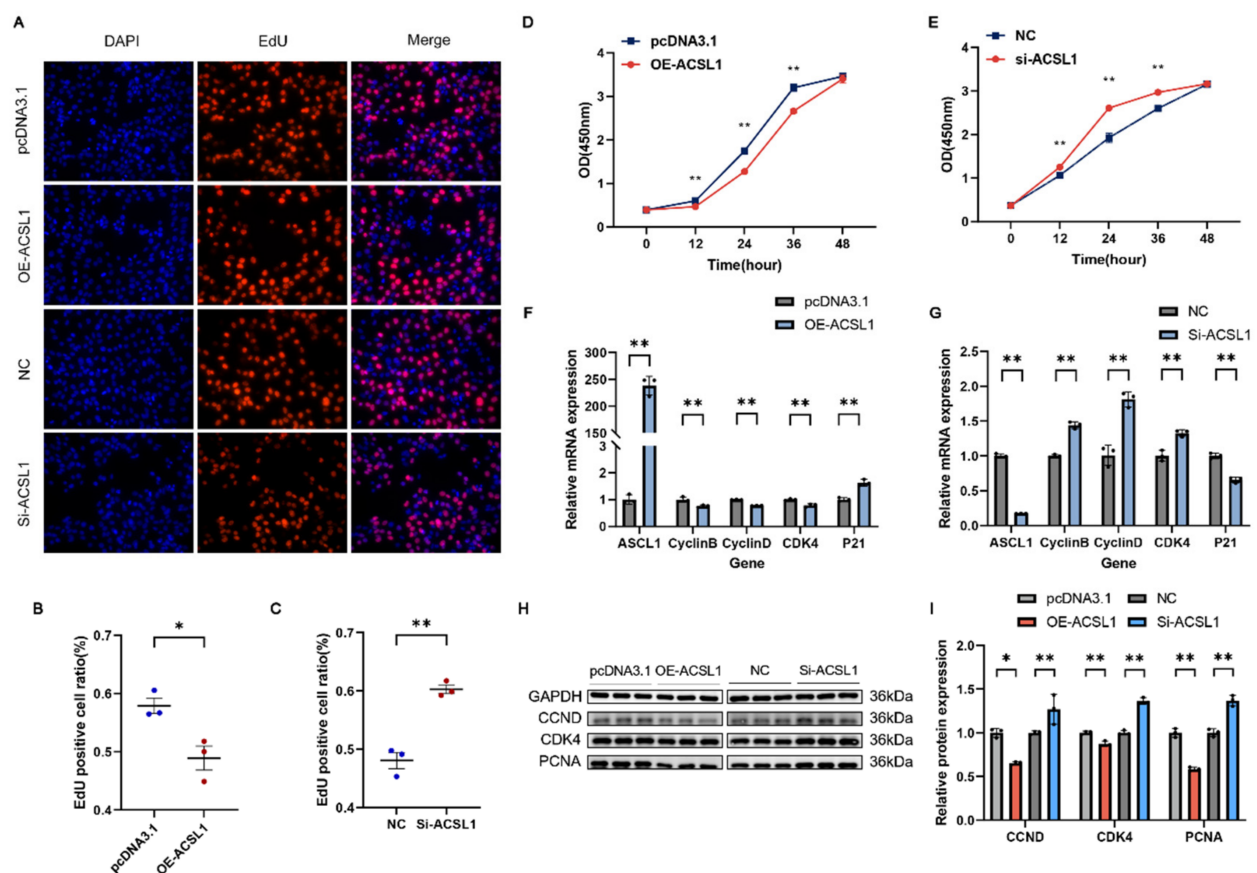 A
DAPI EdU Merge
pcDNA3.1
OE-ACSL1
NC
Si-ACSL1
B
EdU positive cell ratio(%)
0.7
0.6
0.5
0.4
*
pcDNA3.1 OE-ACSL1
C
EdU positive cell ratio(%)
0.7
0.6
0.5
0.4
**
NC Si-ACSL1
D
pcDNA3.1
OE-ACSL1
OD(450nm)
4
3
2
1
0
** ** **
0 12 24 36 48
Time(hour)
E
NC
si-ACSL1
OD(450nm)
4
3
2
1
0
** ** **
0 12 24 36 48
Time(hour)
F
pcDNA3.1
OE-ACSL1
Relative mRNA expression
300
250
200
150
3
2
1
0
** ** ** ** **
ASCL1 CyclinB CyclinD CDK4 P21
Gene
G
NC
Si-ACSL1
Relative mRNA expression
2.5
2.0
1.5
1.0
0.5
0.0
** ** ** ** **
ASCL1 CyclinB CyclinD CDK4 P21
Gene
H
pcDNA3.1 OE-ACSL1 NC Si-ACSL1
GAPDH 36kDa
CCND 36kDa
CDK4 36kDa
PCNA 36kDa
I
pcDNA3.1 NC
OE-ACSL1 Si-ACSL1
Relative protein expression
2.0
1.5
1.0
0.5
0.0
* ** ** ** ** **
CCND CDK4 PCNA